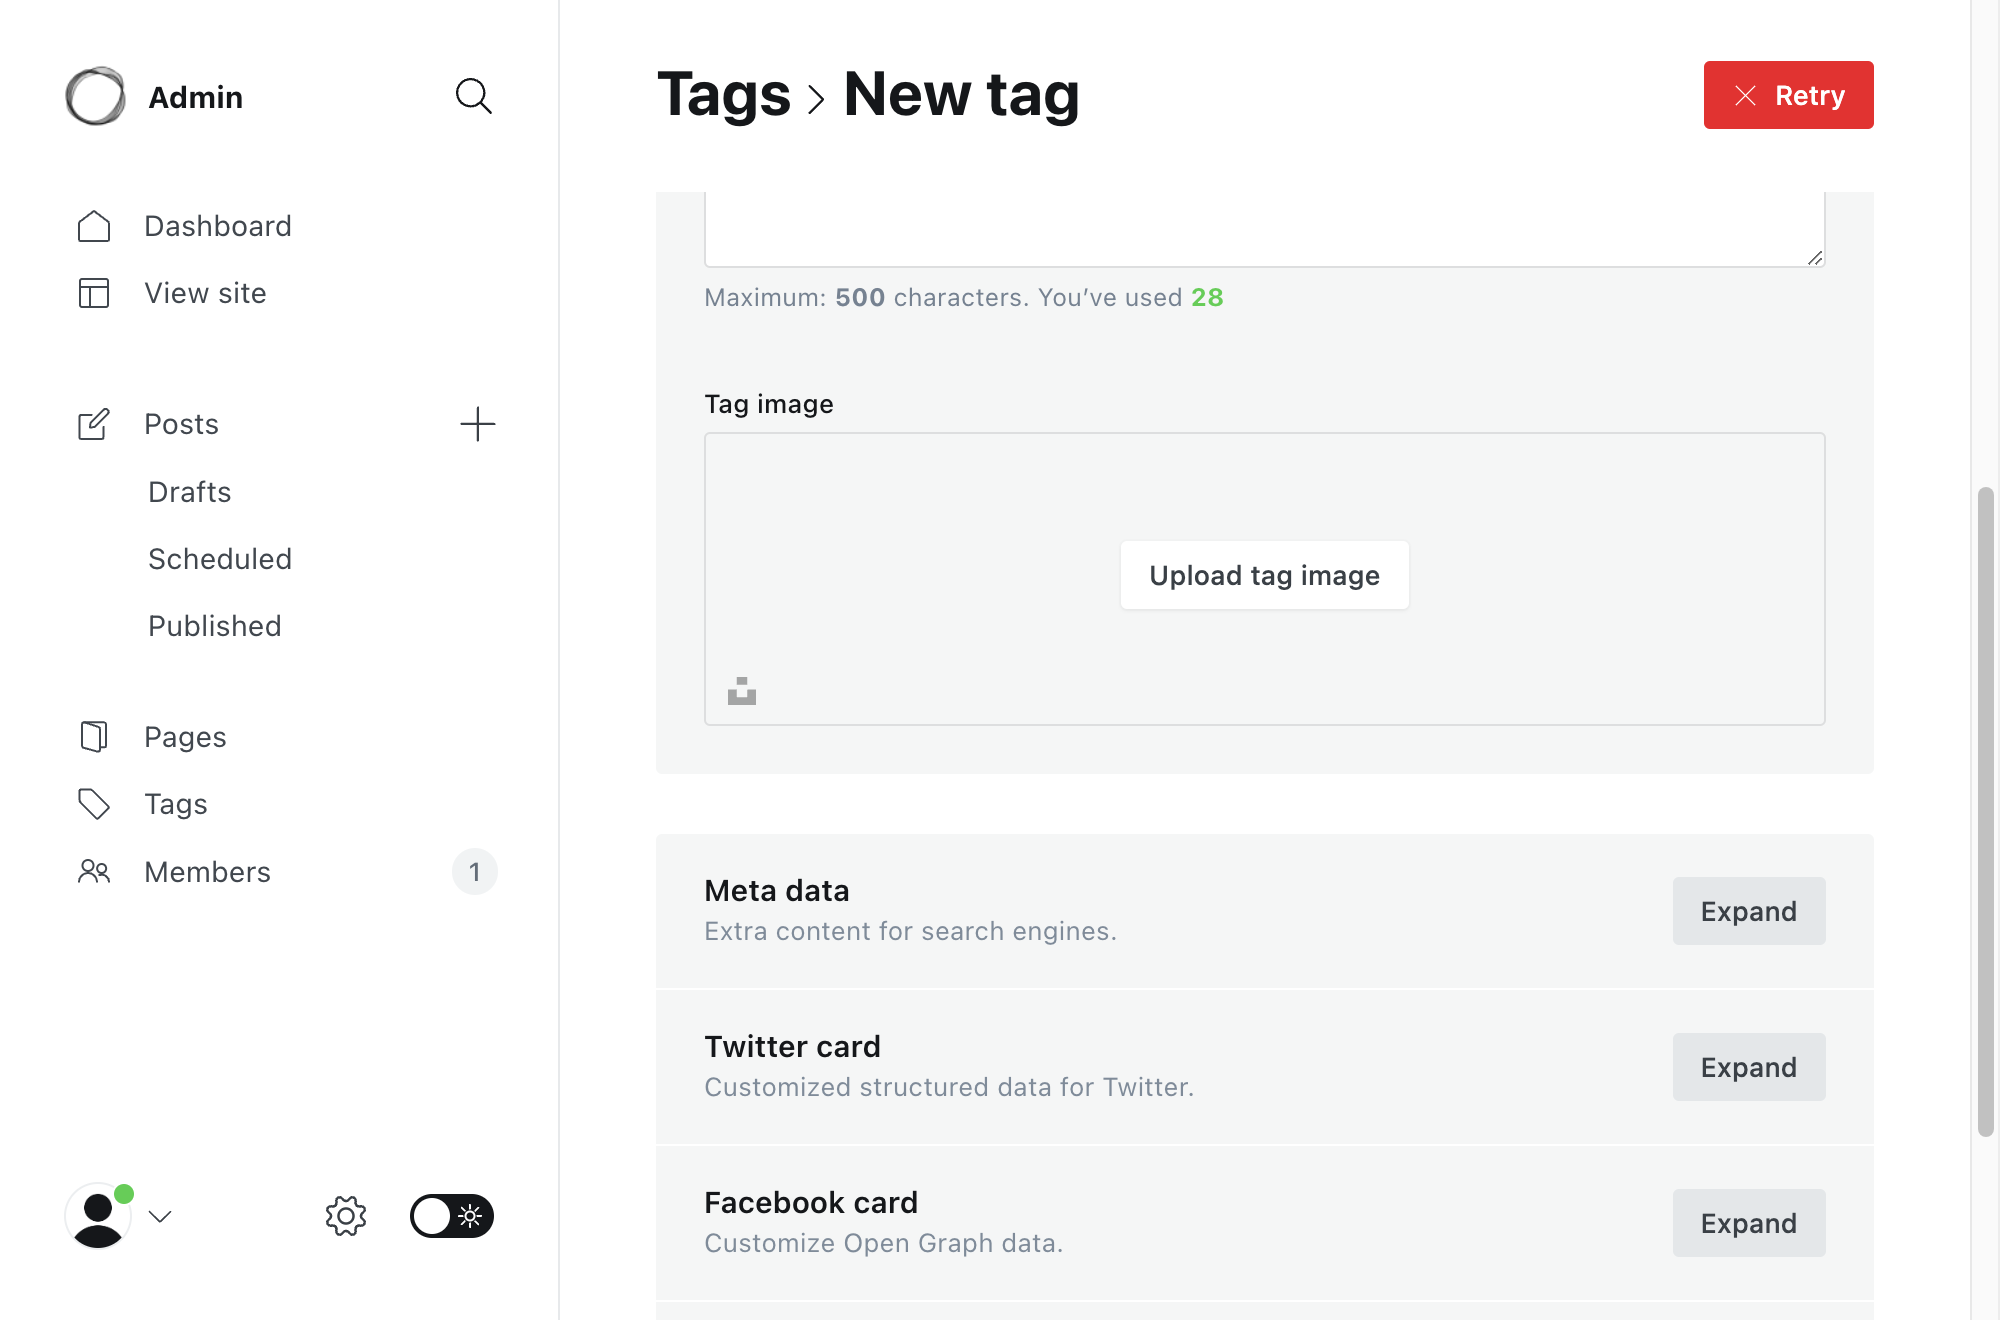 Admin
Dashboard
View site
Posts
Drafts
Scheduled
Published
Pages
Tags
Members 1
Tags › New tag
Retry
Maximum: 500 characters. You’ve used 28
Tag image
Upload tag image
Meta data
Extra content for search engines.
Expand
Twitter card
Customized structured data for Twitter.
Expand
Facebook card
Customize Open Graph data.
Expand